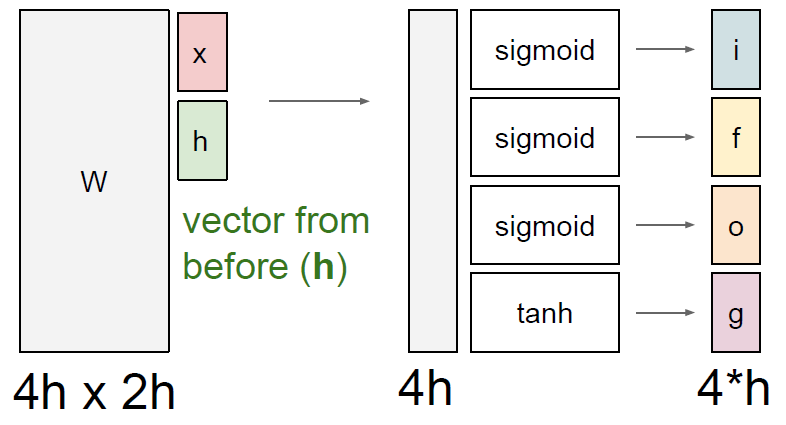 W
x
h
vector from
before (h)
4h x 2h
4h
sigmoid
sigmoid
sigmoid
tanh
i
f
o
g
4*h